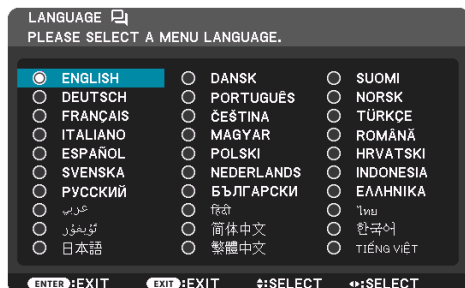 LANGUAGE
PLEASE SELECT A MENU LANGUAGE.
ENGLISH DANSK SUOMI
DEUTSCH PORTUGUÊS NORSK
FRANÇAIS ČEŠTINA TÜRKÇE
ITALIANO MAGYAR ROMÂNĂ
ESPAÑOL POLSKI HRVATSKI
SVENSKA NEDERLANDS INDONESIA
РУССКИЙ БЪЛГАРСКИ ΕΛΛΗΝΙΚΑ
عربي हिंदी ไทย
ئۇيغۇر 简体中文 한국어
日本語 繁體中文 TIẾNG VIỆT
ENTER:EXIT EXIT:EXIT :SELECT :SELECT